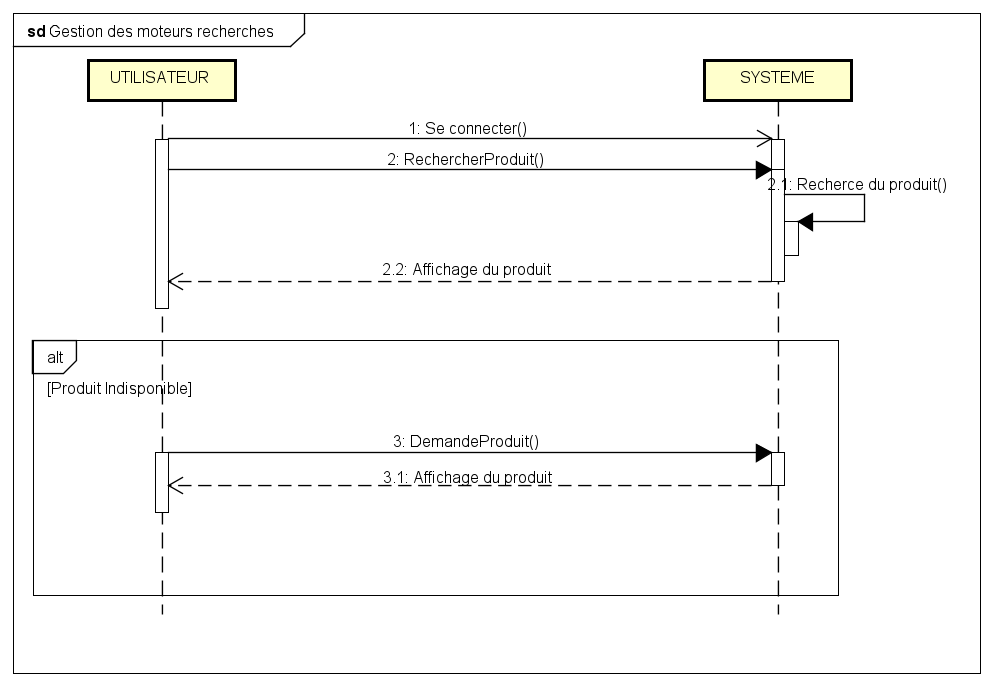 sd Gestion des moteurs recherches
UTILISATEUR
SYSTEME
1: Se connecter()
2: RechercherProduit()
2.1: Recherce du produit()
2.2: Affichage du produit
alt
[Produit Indisponible]
3: DemandeProduit()
3.1: Affichage du produit